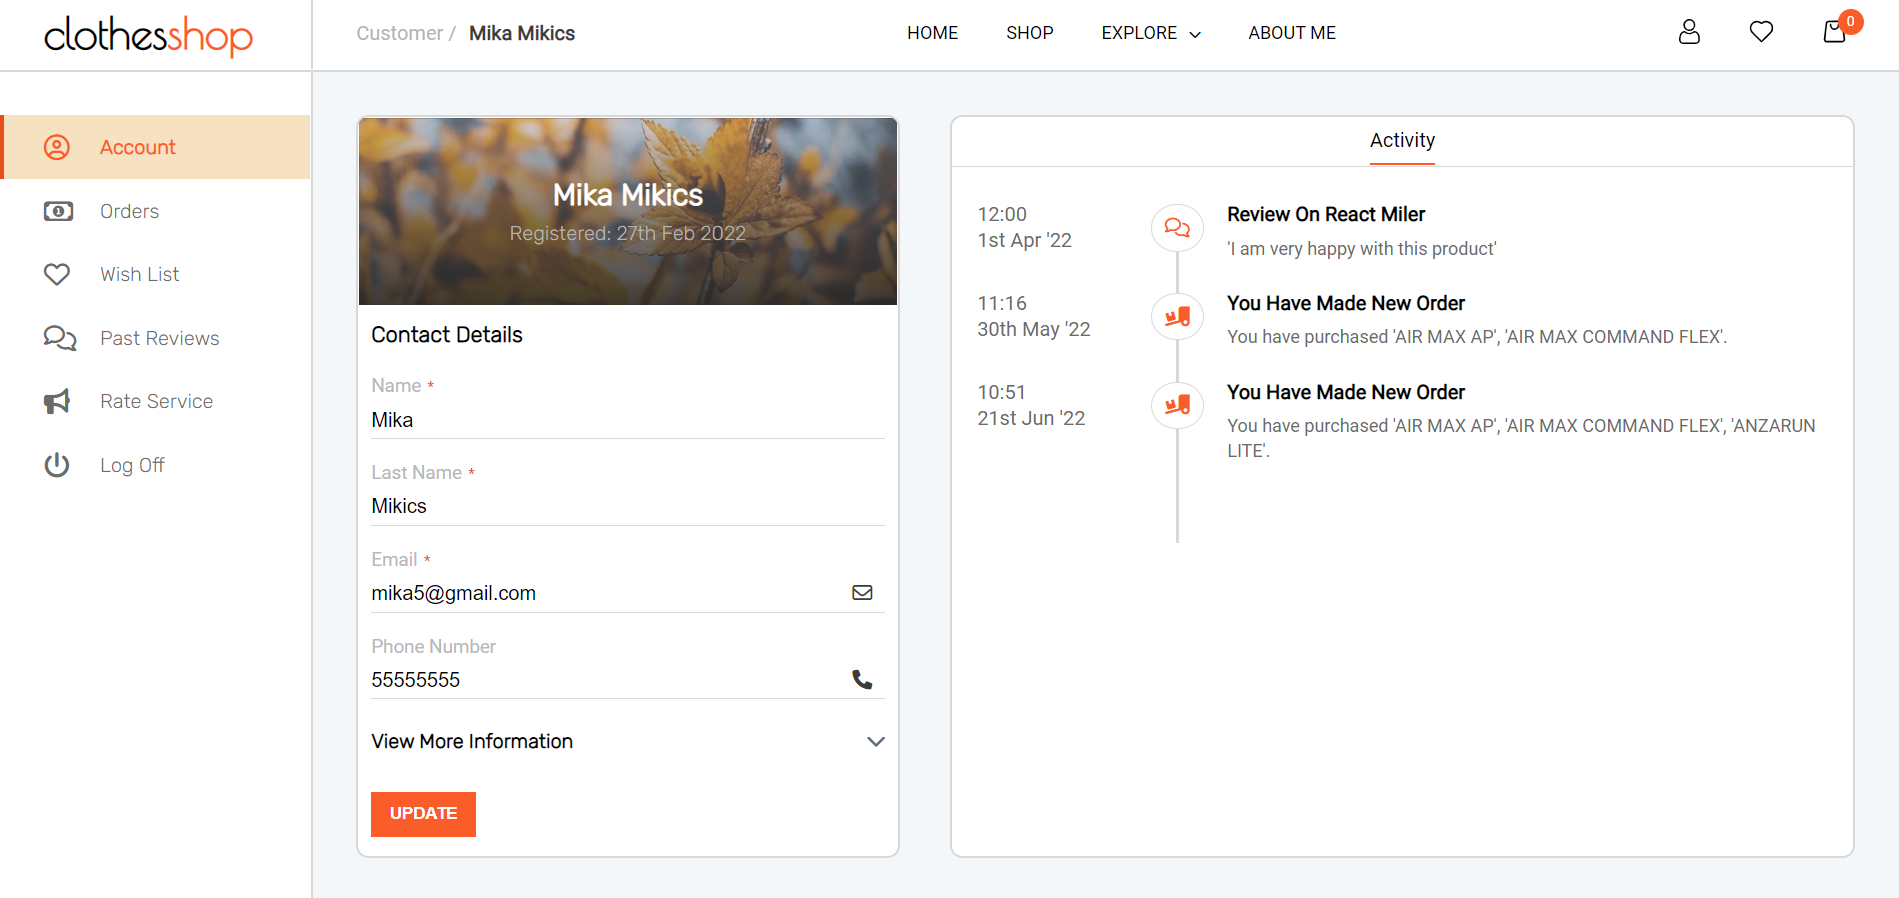 clothesshop
Customer / Mika Mikics
HOME
SHOP
EXPLORE
ABOUT ME
0
Account
Orders
Wish List
Past Reviews
Rate Service
Log Off
Mika Mikics
Registered: 27th Feb 2022
Contact Details
Name *
Mika
Last Name *
Mikics
Email *
mika5@gmail.com
Phone Number
55555555
View More Information
UPDATE
Activity
12:00
1st Apr '22
Review On React Miler
'I am very happy with this product'
11:16
30th May '22
You Have Made New Order
You have purchased 'AIR MAX AP', 'AIR MAX COMMAND FLEX'.
10:51
21st Jun '22
You Have Made New Order
You have purchased 'AIR MAX AP', 'AIR MAX COMMAND FLEX', 'ANZARUN
LITE'.